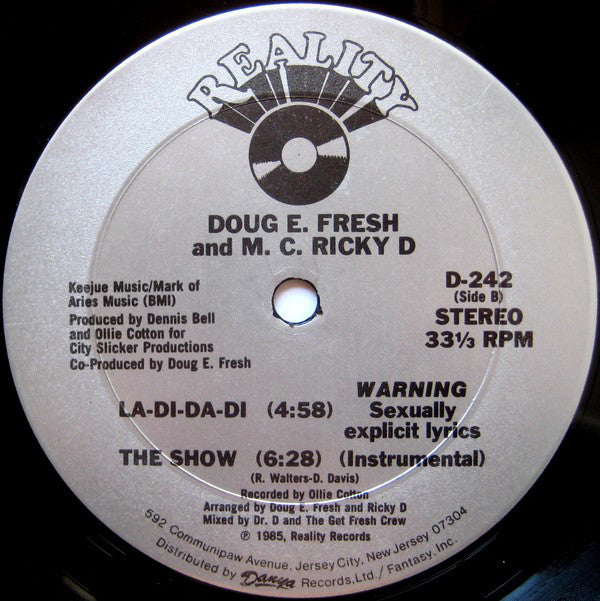 REALITY
DOUG E. FRESH
and M. C. RICKY D
Keejue Music/Mark of
Aries Music (BMI)
Produced by Dennis Bell
and Ollie Cotton for
City Slicker Productions
Co-Produced by Doug E. Fresh
D-242
(Side B)
STEREO
33⅓ RPM
WARNING
Sexually
explicit lyrics
LA-DI-DA-DI (4:58)
THE SHOW (6:28) (Instrumental)
(R. Walters-D. Davis)
Recorded by Ollie Cotton
Arranged by Doug E. Fresh and Ricky D
Mixed by Dr. D and The Get Fresh Crew
℗ 1985, Reality Records
592 Communipaw Avenue, Jersey City, New Jersey 07304
Distributed by Danya Records, Ltd./Fantasy, Inc.